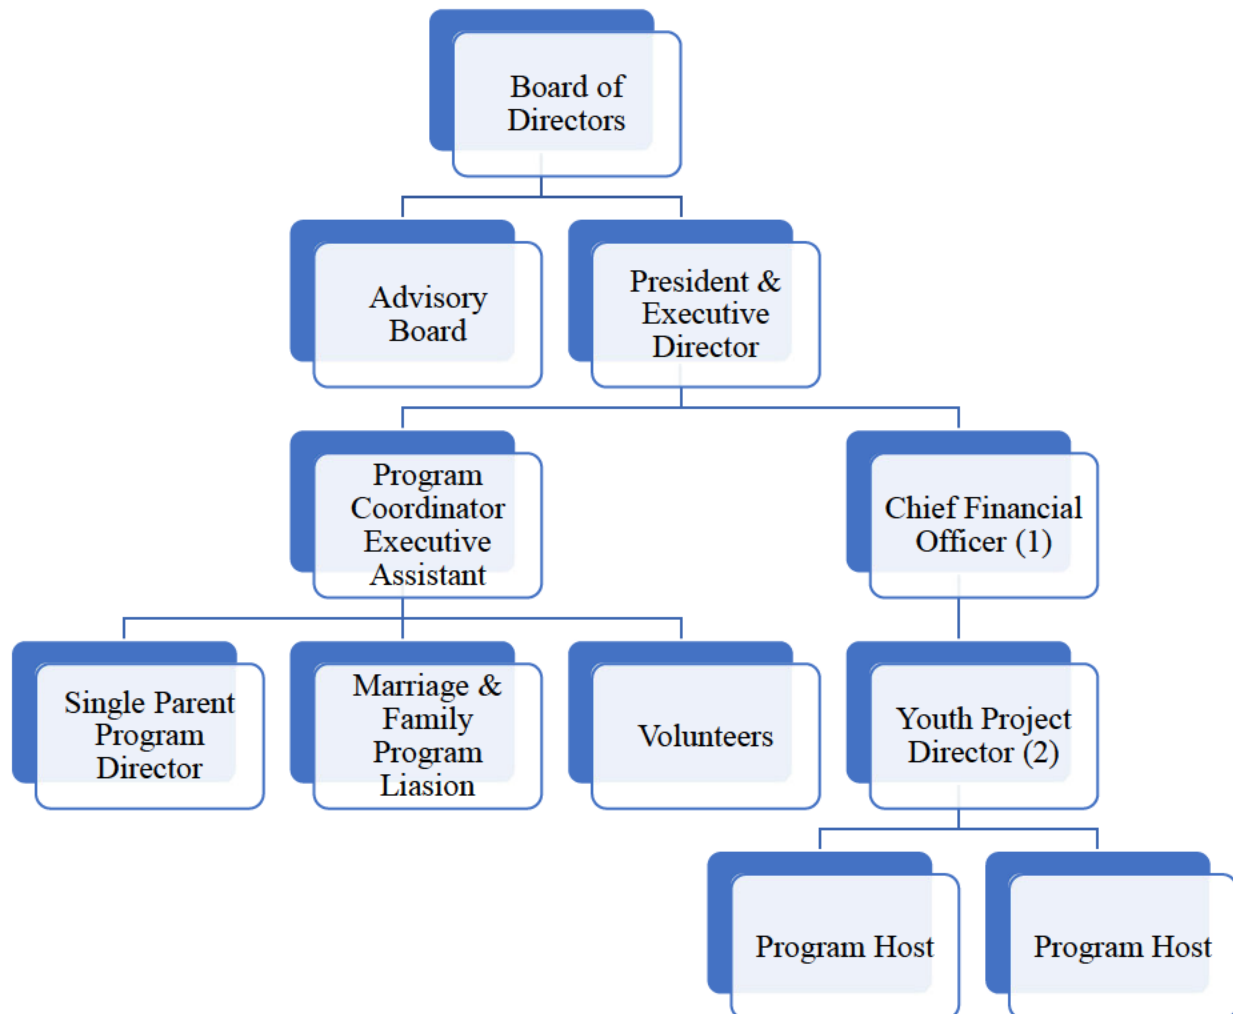 Board of
Directors
Advisory
Board
President &
Executive
Director
Program
Coordinator
Executive
Assistant
Chief Financial
Officer (1)
Single Parent
Program
Director
Marriage &
Family
Program
Liasion
Volunteers
Youth Project
Director (2)
Program Host
Program Host